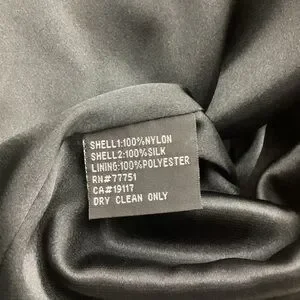 SHELL1:100%NYLON
SHELL2:100%SILK
LINING:100%POLYESTER
RN#77751
CA#19117
DRY CLEAN ONLY